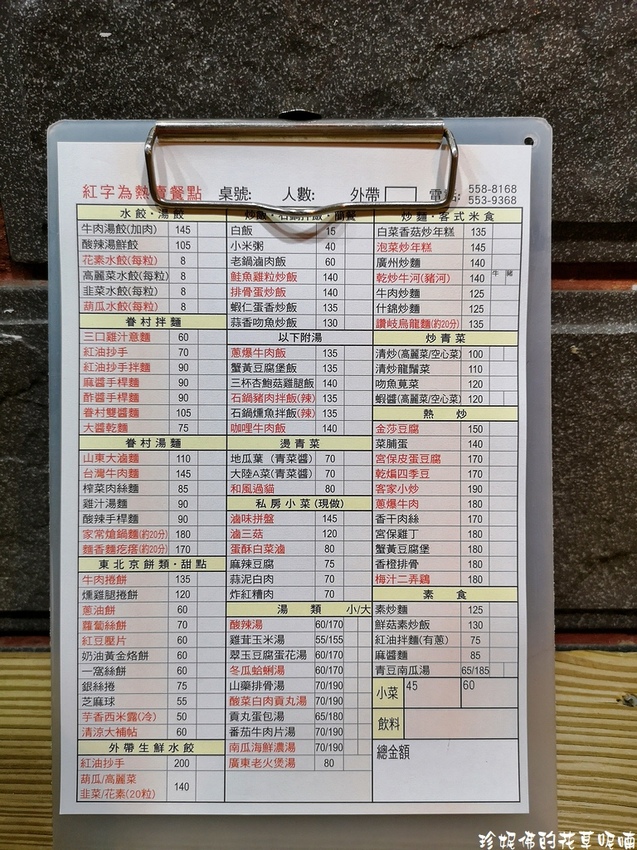 紅字為熱賣餐點 桌號: 人數: 外帶 電話: 558-8168
553-9368
水餃·湯餃
牛肉湯餃(加肉) 145
酸辣湯鮮餃 105
花素水餃(每粒) 8
高麗菜水餃(每粒) 8
韭菜水餃(每粒) 8
葫瓜水餃(每粒) 8
眷村拌麵
三口雞汁意麵 60
紅油抄手 70
紅油抄手拌麵 90
麻醬手桿麵 90
酢醬手桿麵 90
眷村雙醬麵 105
大醬乾麵 75
眷村湯麵
山東大滷麵 110
台灣牛肉麵 145
榨菜肉絲麵 85
雞汁湯麵 90
酸辣手桿麵 90
家常熗鍋麵(約20分) 180
麵香麵疙瘩(約20分) 170
東北京餅類·甜點
牛肉捲餅 135
燻雞捲餅 120
蔥油餅 60
蘿蔔絲餅 70
紅豆壓片 60
奶油黃金烙餅 60
一窩絲餅 60
銀絲捲 75
芝麻球 55
芋香西米露(冷) 50
清涼大補帖 60
外帶生鮮水餃
紅油抄手 200
葫瓜/高麗菜
韭菜/花素(20粒) 140
炒飯·石鍋拌飯·簡餐
白飯 15
小米粥 40
老鍋滷肉飯 60
鮭魚雞粒炒飯 140
排骨蛋炒飯 140
蝦仁蛋香炒飯 130
蒜香吻魚炒飯 130
以下附湯
蔥爆牛肉飯 135
蟹黃豆腐堡飯 135
三杯杏鮑菇雞腿飯 140
石鍋豬肉拌飯(辣) 135
石鍋燻魚拌飯(辣) 135
咖哩牛肉飯 140
燙青菜
地瓜葉 (青菜醬) 70
大陸A菜(青菜醬) 70
和風過貓 80
私房小菜(現做)
滷味拼盤 145
滷三菇 120
蛋酥白菜滷 80
麻辣豆腐 75
蒜泥白肉 70
炸紅糟肉 70
湯類 小/大
酸辣湯 60/170
雞茸玉米湯 55/155
翠玉豆腐蛋花湯 60/170
冬瓜蛤蜊湯 60/170
山藥排骨湯 70/190
酸菜白肉貢丸湯 70/190
貢丸蛋包湯 65/180
番茄牛肉片湯 70/190
南瓜海鮮濃湯 70/190
廣東老火煲湯 80
炒麵·客式米食
白菜香菇炒年糕 135
泡菜炒年糕 145
廣州炒麵 140
乾炒牛河(豬河) 140 牛 豬
牛肉炒麵 125
什錦炒麵 125
讚岐烏龍麵(約20分) 135
炒青菜
清炒(高麗菜/空心菜) 100
清炒龍鬚菜 110
吻魚莧菜 120
蝦醬(高麗菜/空心菜) 120
熱炒
金莎豆腐 150
菜脯蛋 140
宮保皮蛋豆腐 170
乾煸四季豆 170
客家小炒 190
蔥爆牛肉 180
香干肉絲 170
宮保雞丁 180
蟹黃豆腐堡 180
香橙排骨 180
梅汁二弄鷄 180
素食
素炒麵 125
鮮菇素炒飯 130
紅油拌麵(有蔥) 75
麻醬麵 85
青豆南瓜湯 65/185
小菜 45 60
飲料
總金額
珍妮佛的花草呢喃